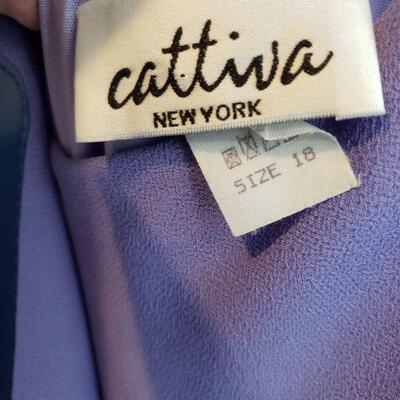 cattiva
NEW YORK
SIZE 18